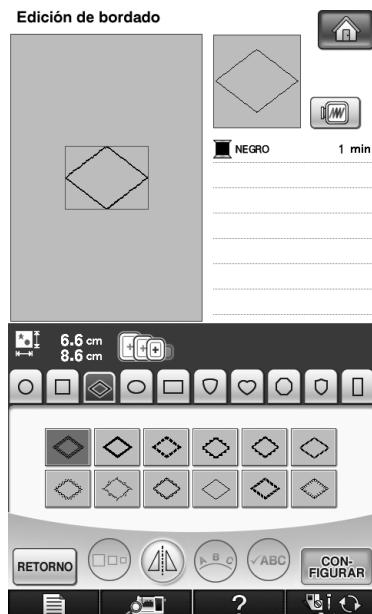 Edición de bordado
NEGRO 1 min
6.6 cm
8.6 cm
RETORNO
A B C
ABC
CON-
FIGURAR
?